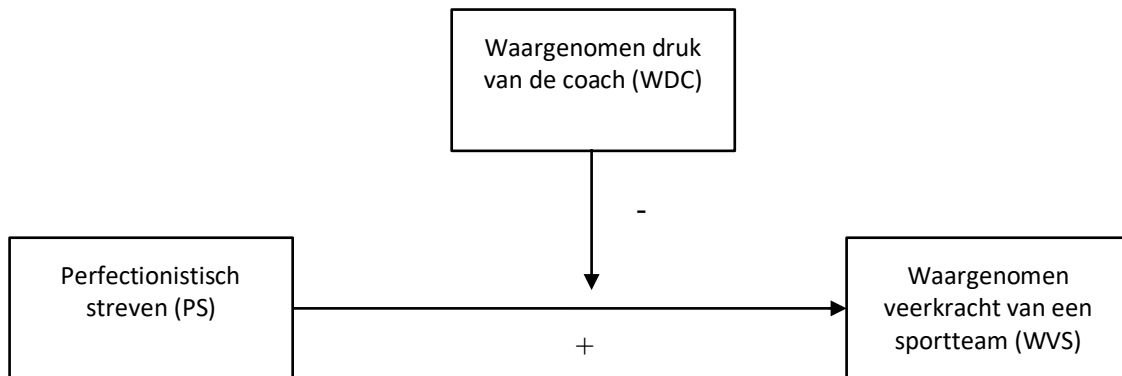 Waargenomen druk
van de coach (WDC)
-
Perfectionistisch
streven (PS)
+
Waargenomen
veerkracht van een
sportteam (WVS)